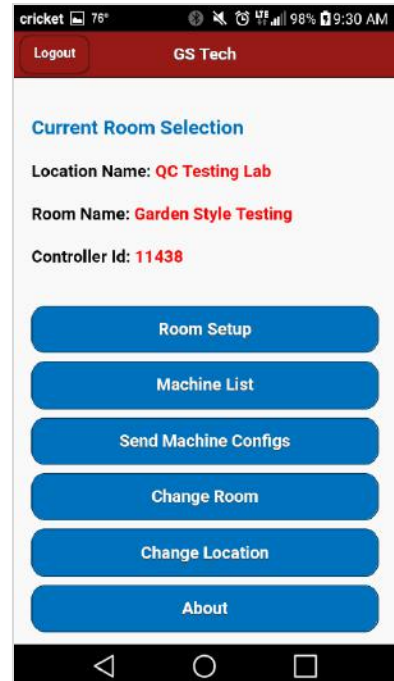 cricket 76° LTE 98% 9:30 AM
Logout GS Tech
Current Room Selection
Location Name: QC Testing Lab
Room Name: Garden Style Testing
Controller Id: 11438
Room Setup
Machine List
Send Machine Configs
Change Room
Change Location
About